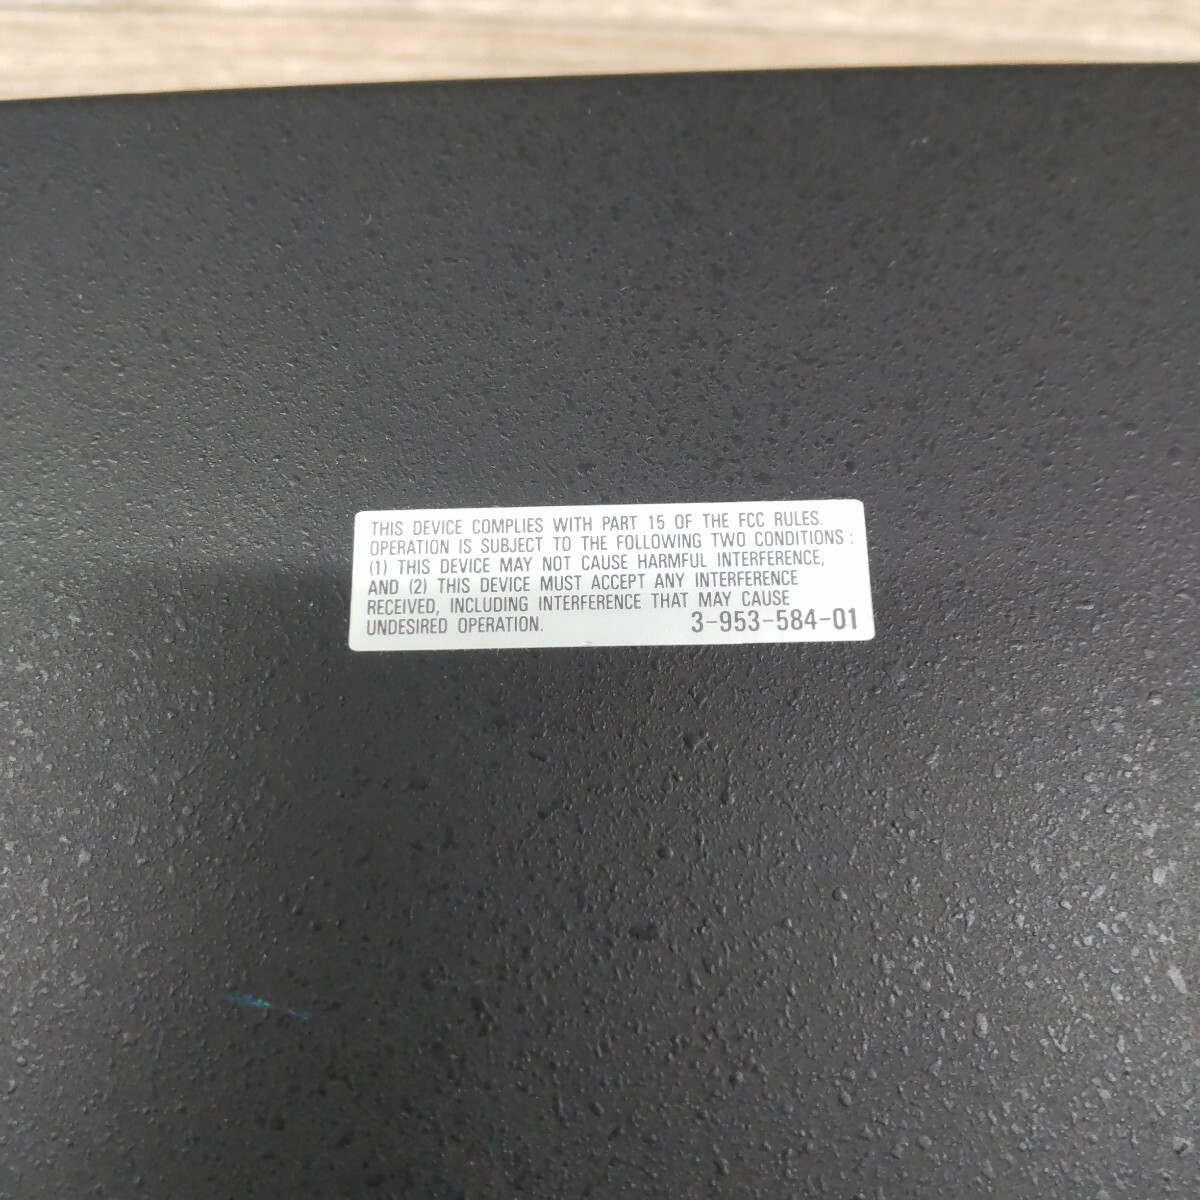 THIS DEVICE COMPLIES WITH PART 15 OF THE FCC RULES.
OPERATION IS SUBJECT TO THE FOLLOWING TWO CONDITIONS :
(1) THIS DEVICE MAY NOT CAUSE HARMFUL INTERFERENCE,
AND (2) THIS DEVICE MUST ACCEPT ANY INTERFERENCE
RECEIVED, INCLUDING INTERFERENCE THAT MAY CAUSE
UNDESIRED OPERATION. 3-953-584-01